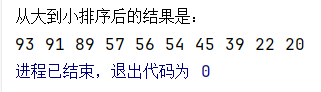 从大到小排序后的结果是：
93 91 89 57 56 54 45 39 22 20
进程已结束，退出代码为 0